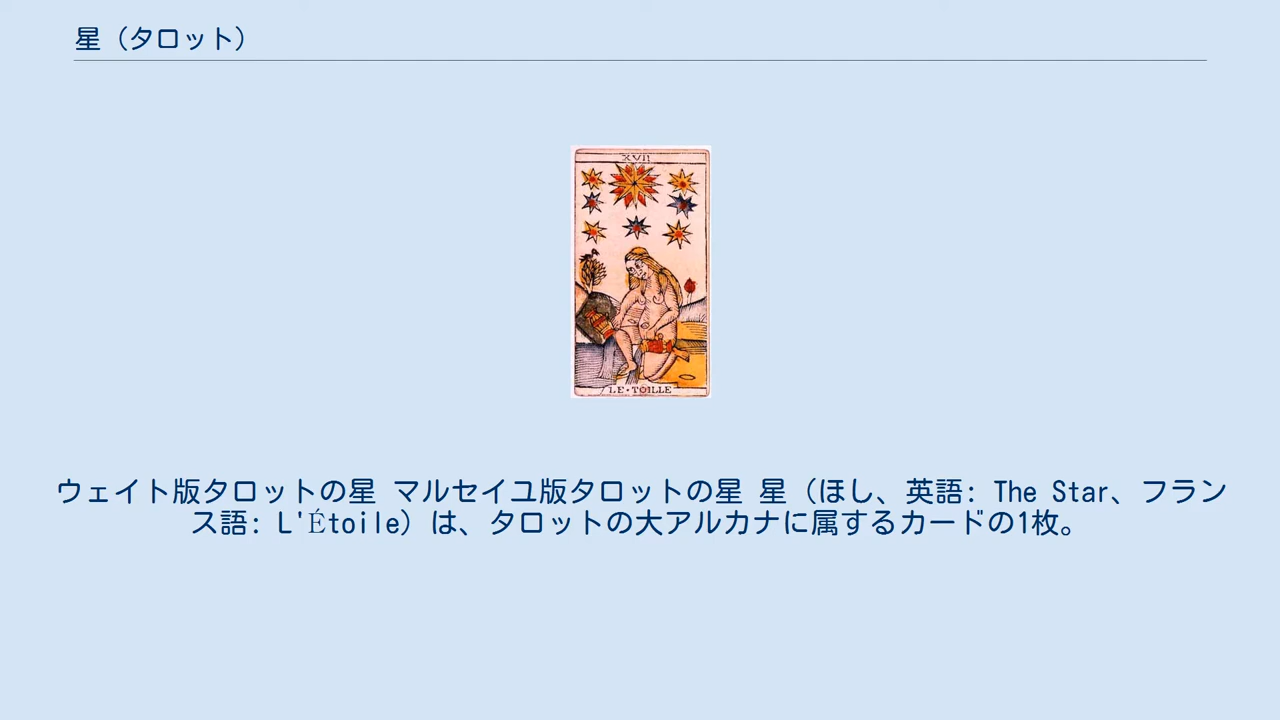 星（タロット）
XVII
LE•TOILLE
ウェイト版タロットの星 マルセイユ版タロットの星 星（ほし、英語: The Star、フラン
ス語: L'Étoile）は、タロットの大アルカナに属するカードの1枚。